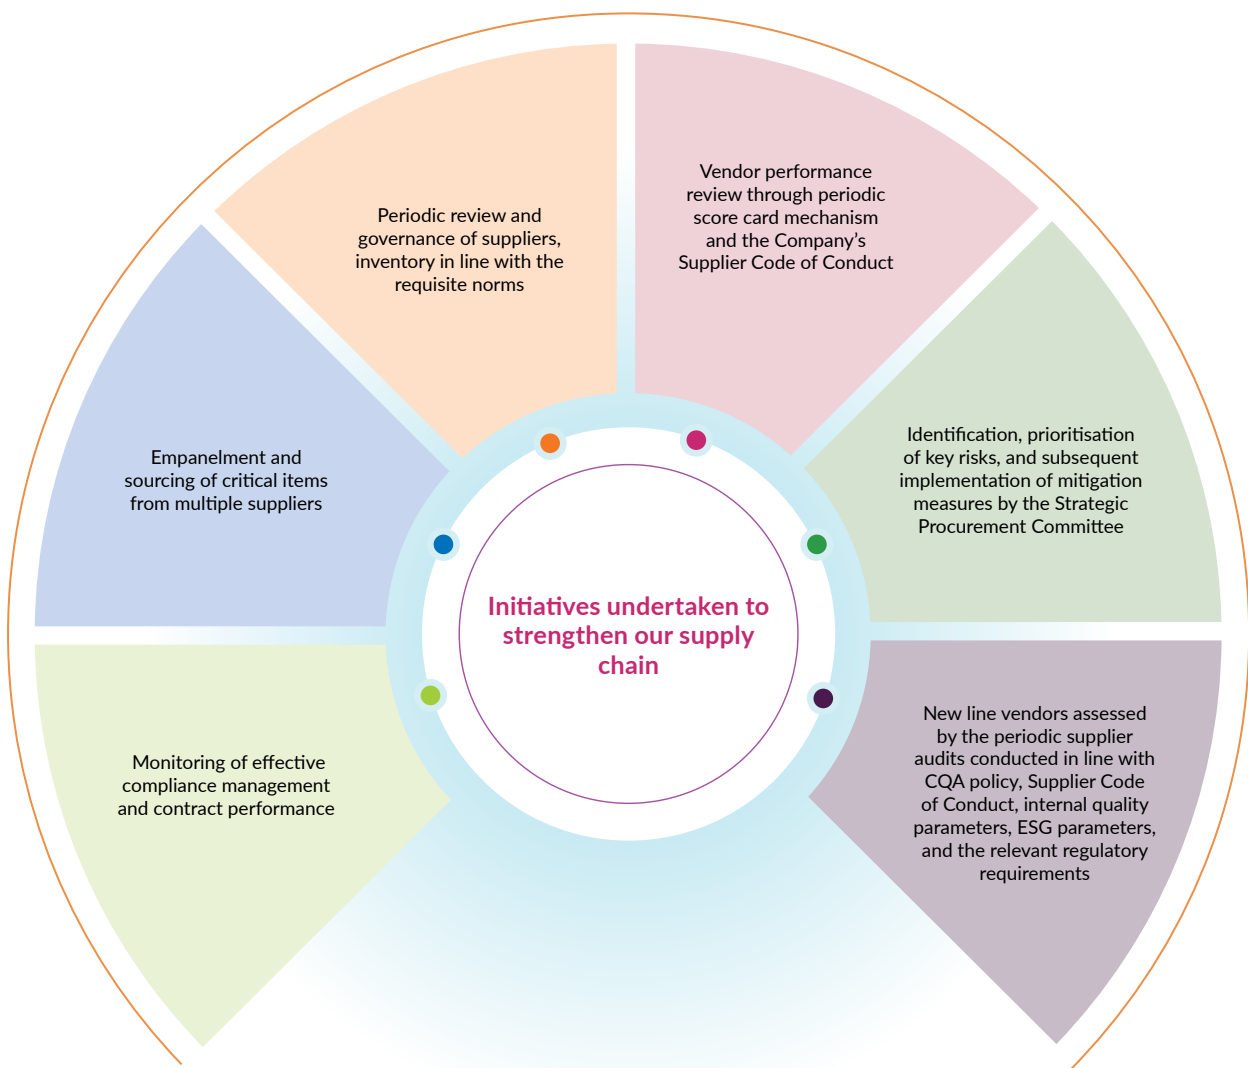 Vendor performance
review through periodic
score card mechanism
and the Company’s
Supplier Code of Conduct
Periodic review and
governance of suppliers,
inventory in line with the
requisite norms
Identification, prioritisation
of key risks, and subsequent
implementation of mitigation
measures by the Strategic
Procurement Committee
Empanelment and
sourcing of critical items
from multiple suppliers
Initiatives undertaken to
strengthen our supply
chain
New line vendors assessed
by the periodic supplier
audits conducted in line with
CQA policy, Supplier Code
of Conduct, internal quality
parameters, ESG parameters,
and the relevant regulatory
requirements
Monitoring of effective
compliance management
and contract performance